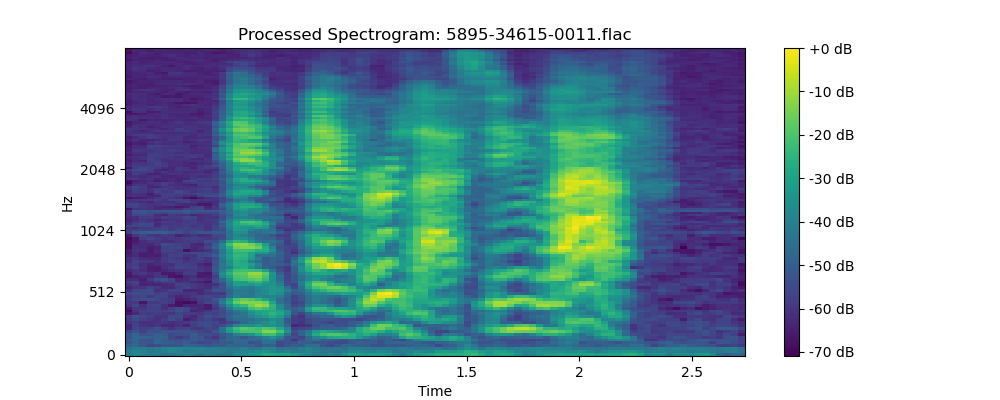 Processed Spectrogram: 5895-34615-0011.flac
+0 dB
4096
-10 dB
-20 dB
2048
-30 dB
Hz
1024
-40 dB
-50 dB
512
-60 dB
0
-70 dB
0 0.5 1 1.5 2 2.5
Time